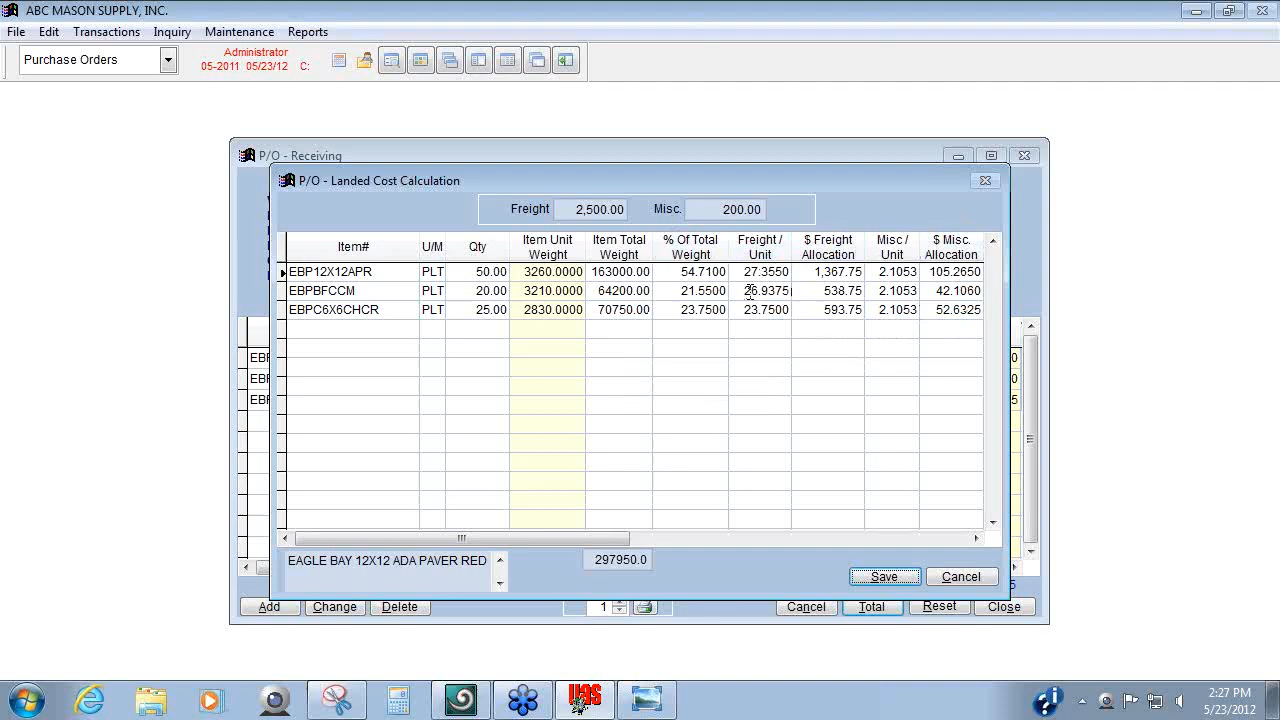 ABC MASON SUPPLY, INC.
File Edit Transactions Inquiry Maintenance Reports
Purchase Orders
Administrator
05-2011 05/23/12 C:
P/O - Receiving
P/O - Landed Cost Calculation
Freight 2,500.00 Misc. 200.00
Item# U/M Qty Item Unit Weight Item Total Weight % Of Total Weight Freight / Unit $ Freight Allocation Misc / Unit $ Misc. Allocation
EBP12X12APR PLT 50.00 3260.0000 163000.00 54.7100 27.3550 1,367.75 2.1053 105.2650
EBPBFCCM PLT 20.00 3210.0000 64200.00 21.5500 26.9375 538.75 2.1053 42.1060
EBPC6X6CHCR PLT 25.00 2830.0000 70750.00 23.7500 23.7500 593.75 2.1053 52.6325
EAGLE BAY 12X12 ADA PAVER RED
297950.0
Save Cancel
Add Change Delete 1 Cancel Total Reset Close
UGS
2:27 PM
5/23/2012